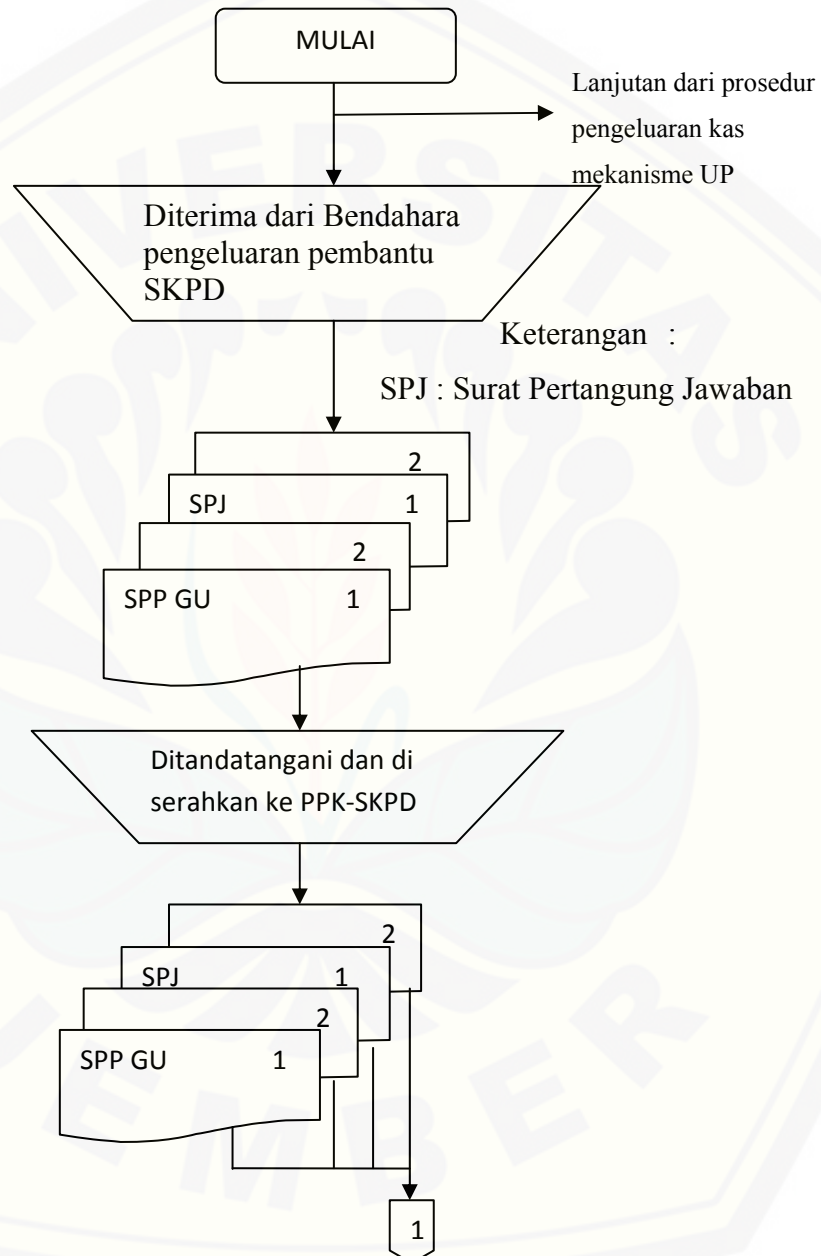 MULAI
Lanjutan dari prosedur
pengeluaran kas
mekanisme UP
Diterima dari Bendahara
pengeluaran pembantu
SKPD
Keterangan :
SPJ : Surat Pertangung Jawaban
2
SPJ 1
2
SPP GU 1
Ditandatangani dan di
serahkan ke PPK-SKPD
2
SPJ 1
2
SPP GU 1
1
UNIVERSITAS
JEMBER